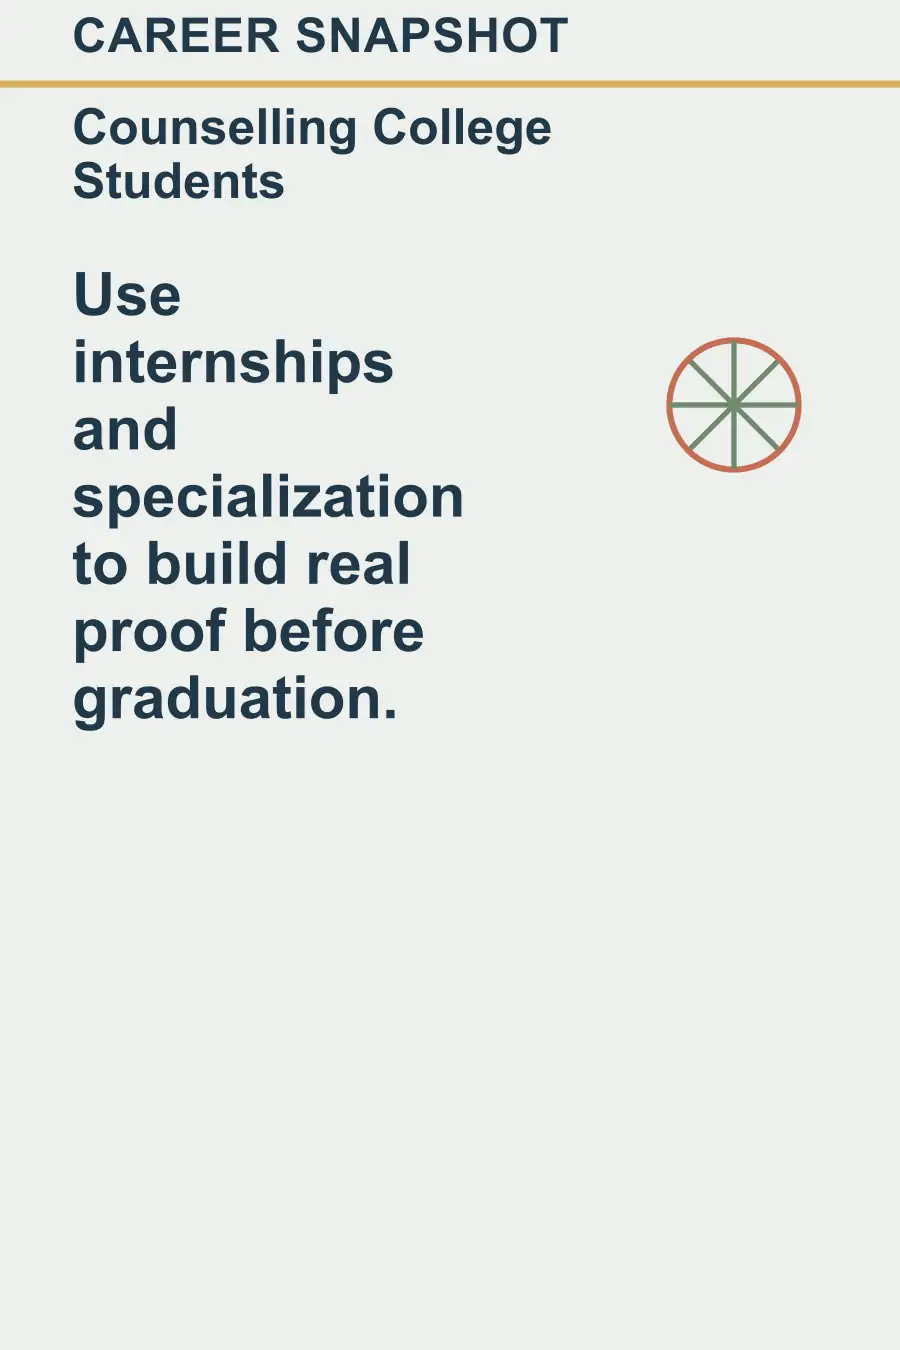 CAREER SNAPSHOT
Counselling College
Students
Use
internships
and
specialization
to build real
proof before
graduation.